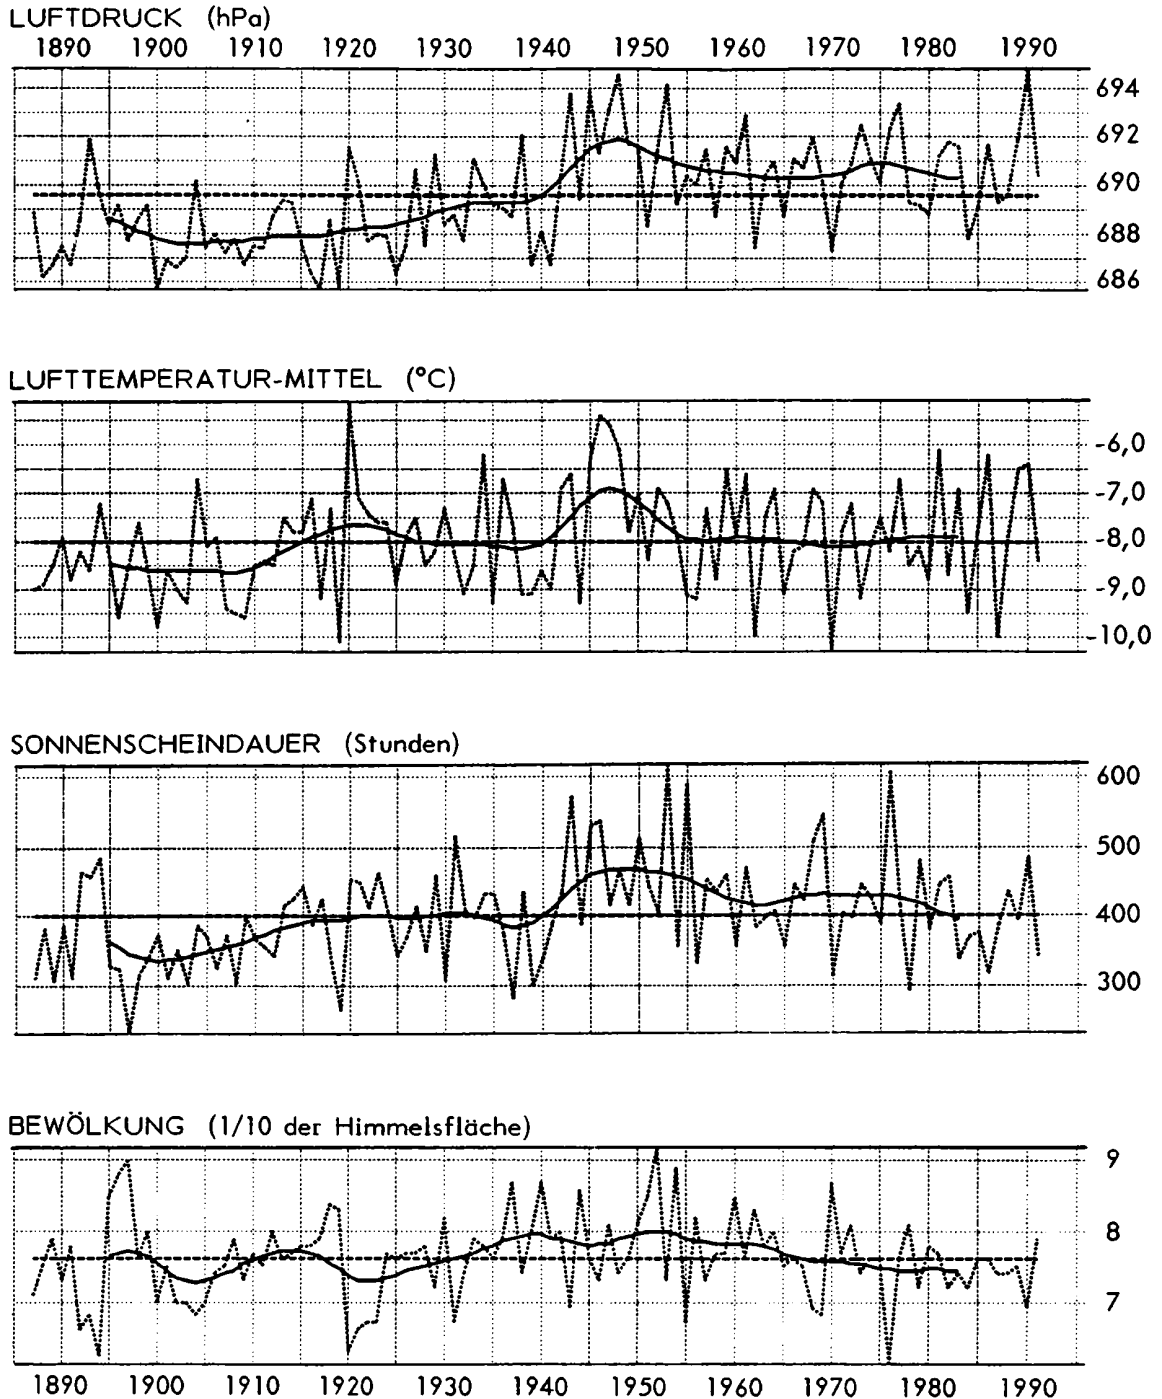 LUFTDRUCK (hPa)
1890 1900 1910 1920 1930 1940 1950 1960 1970 1980 1990
694
692
690
688
686
LUFTTEMPERATUR-MITTEL (°C)
-6,0
-7,0
-8,0
-9,0
-10,0
SONNENSCHEINDAUER (Stunden)
600
500
400
300
BEWÖLKUNG (1/10 der Himmelsfläche)
9
8
7
1890 1900 1910 1920 1930 1940 1950 1960 1970 1980 1990